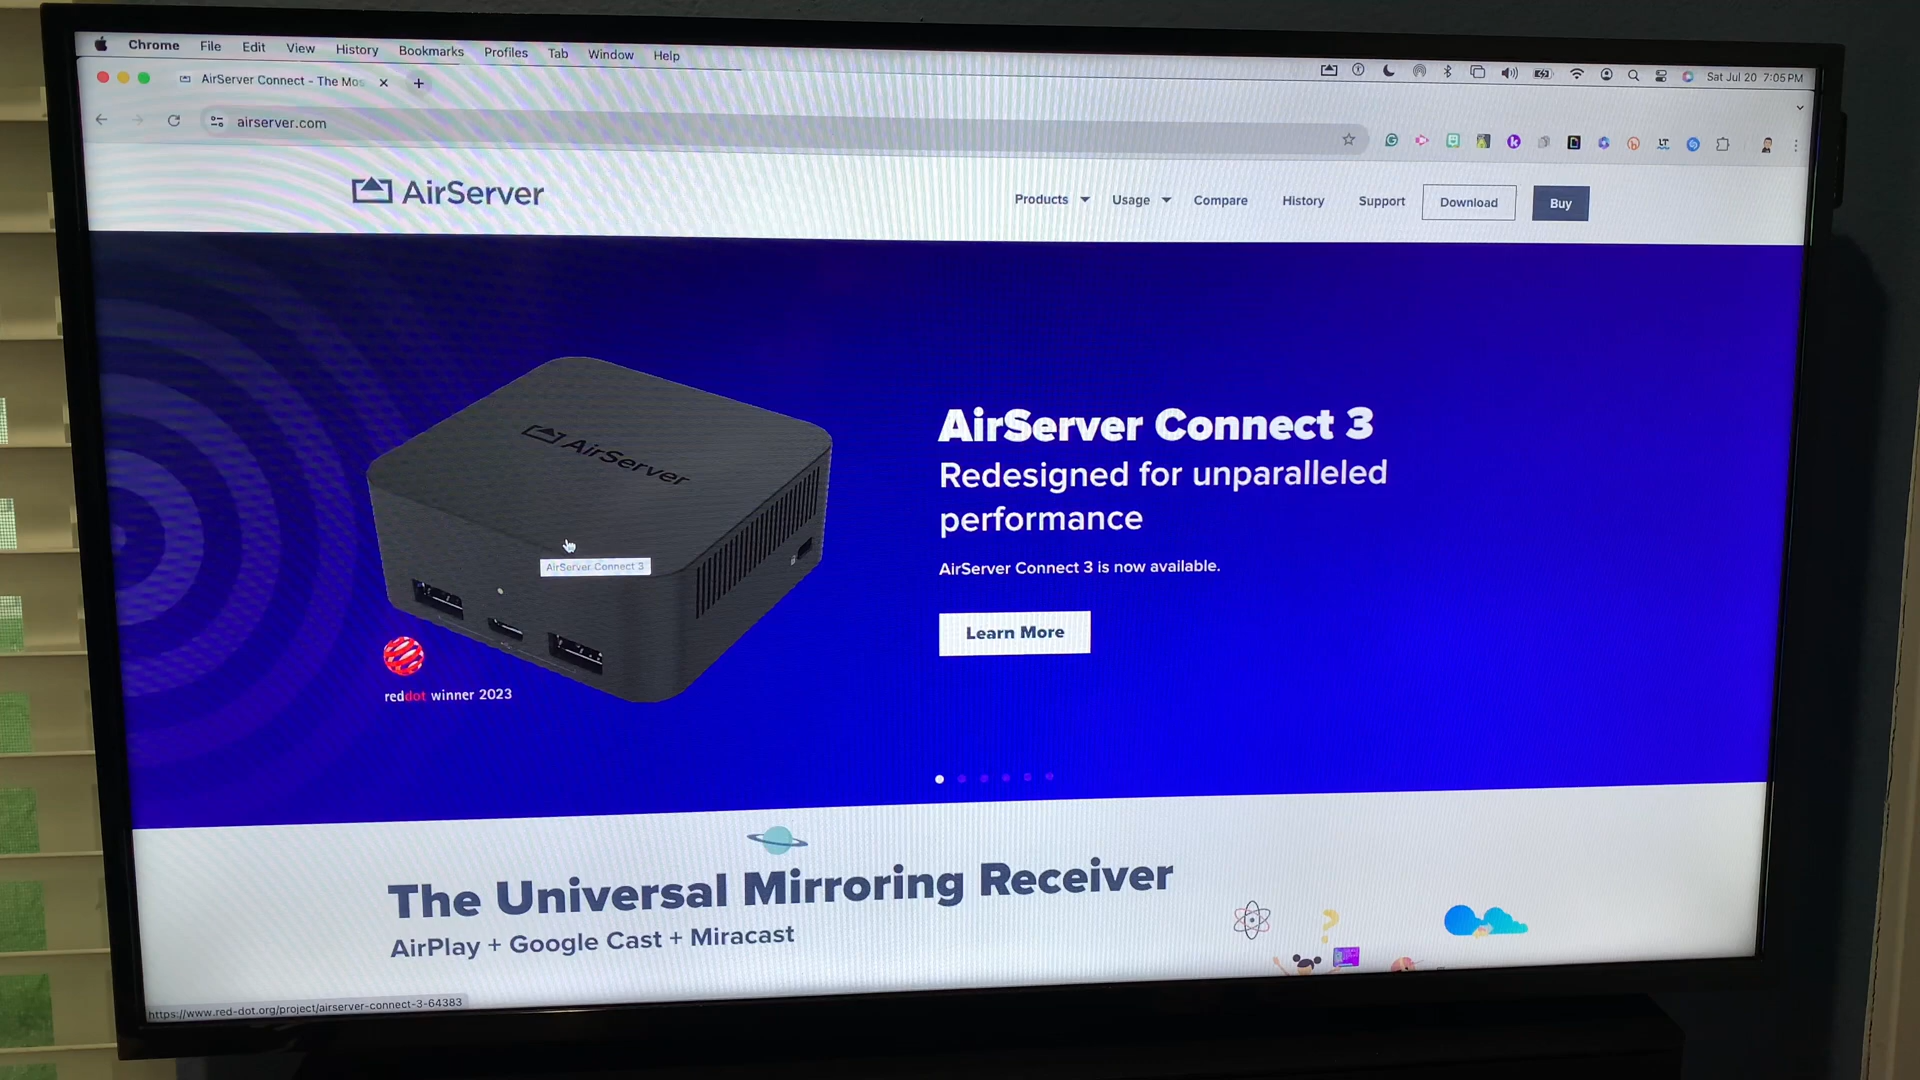 Chrome File Edit View History Bookmarks Profiles Tab Window Help
Sat Jul 20 7:05 PM
AirServer Connect - The Mos
airserver.com
AirServer
Products Usage Compare History Support Download Buy
AirServer
AirServer Connect 3
reddot winner 2023
AirServer Connect 3
Redesigned for unparalleled
performance
AirServer Connect 3 is now available.
Learn More
The Universal Mirroring Receiver
AirPlay + Google Cast + Miracast
https://www.red-dot.org/project/airserver-connect-3-64383